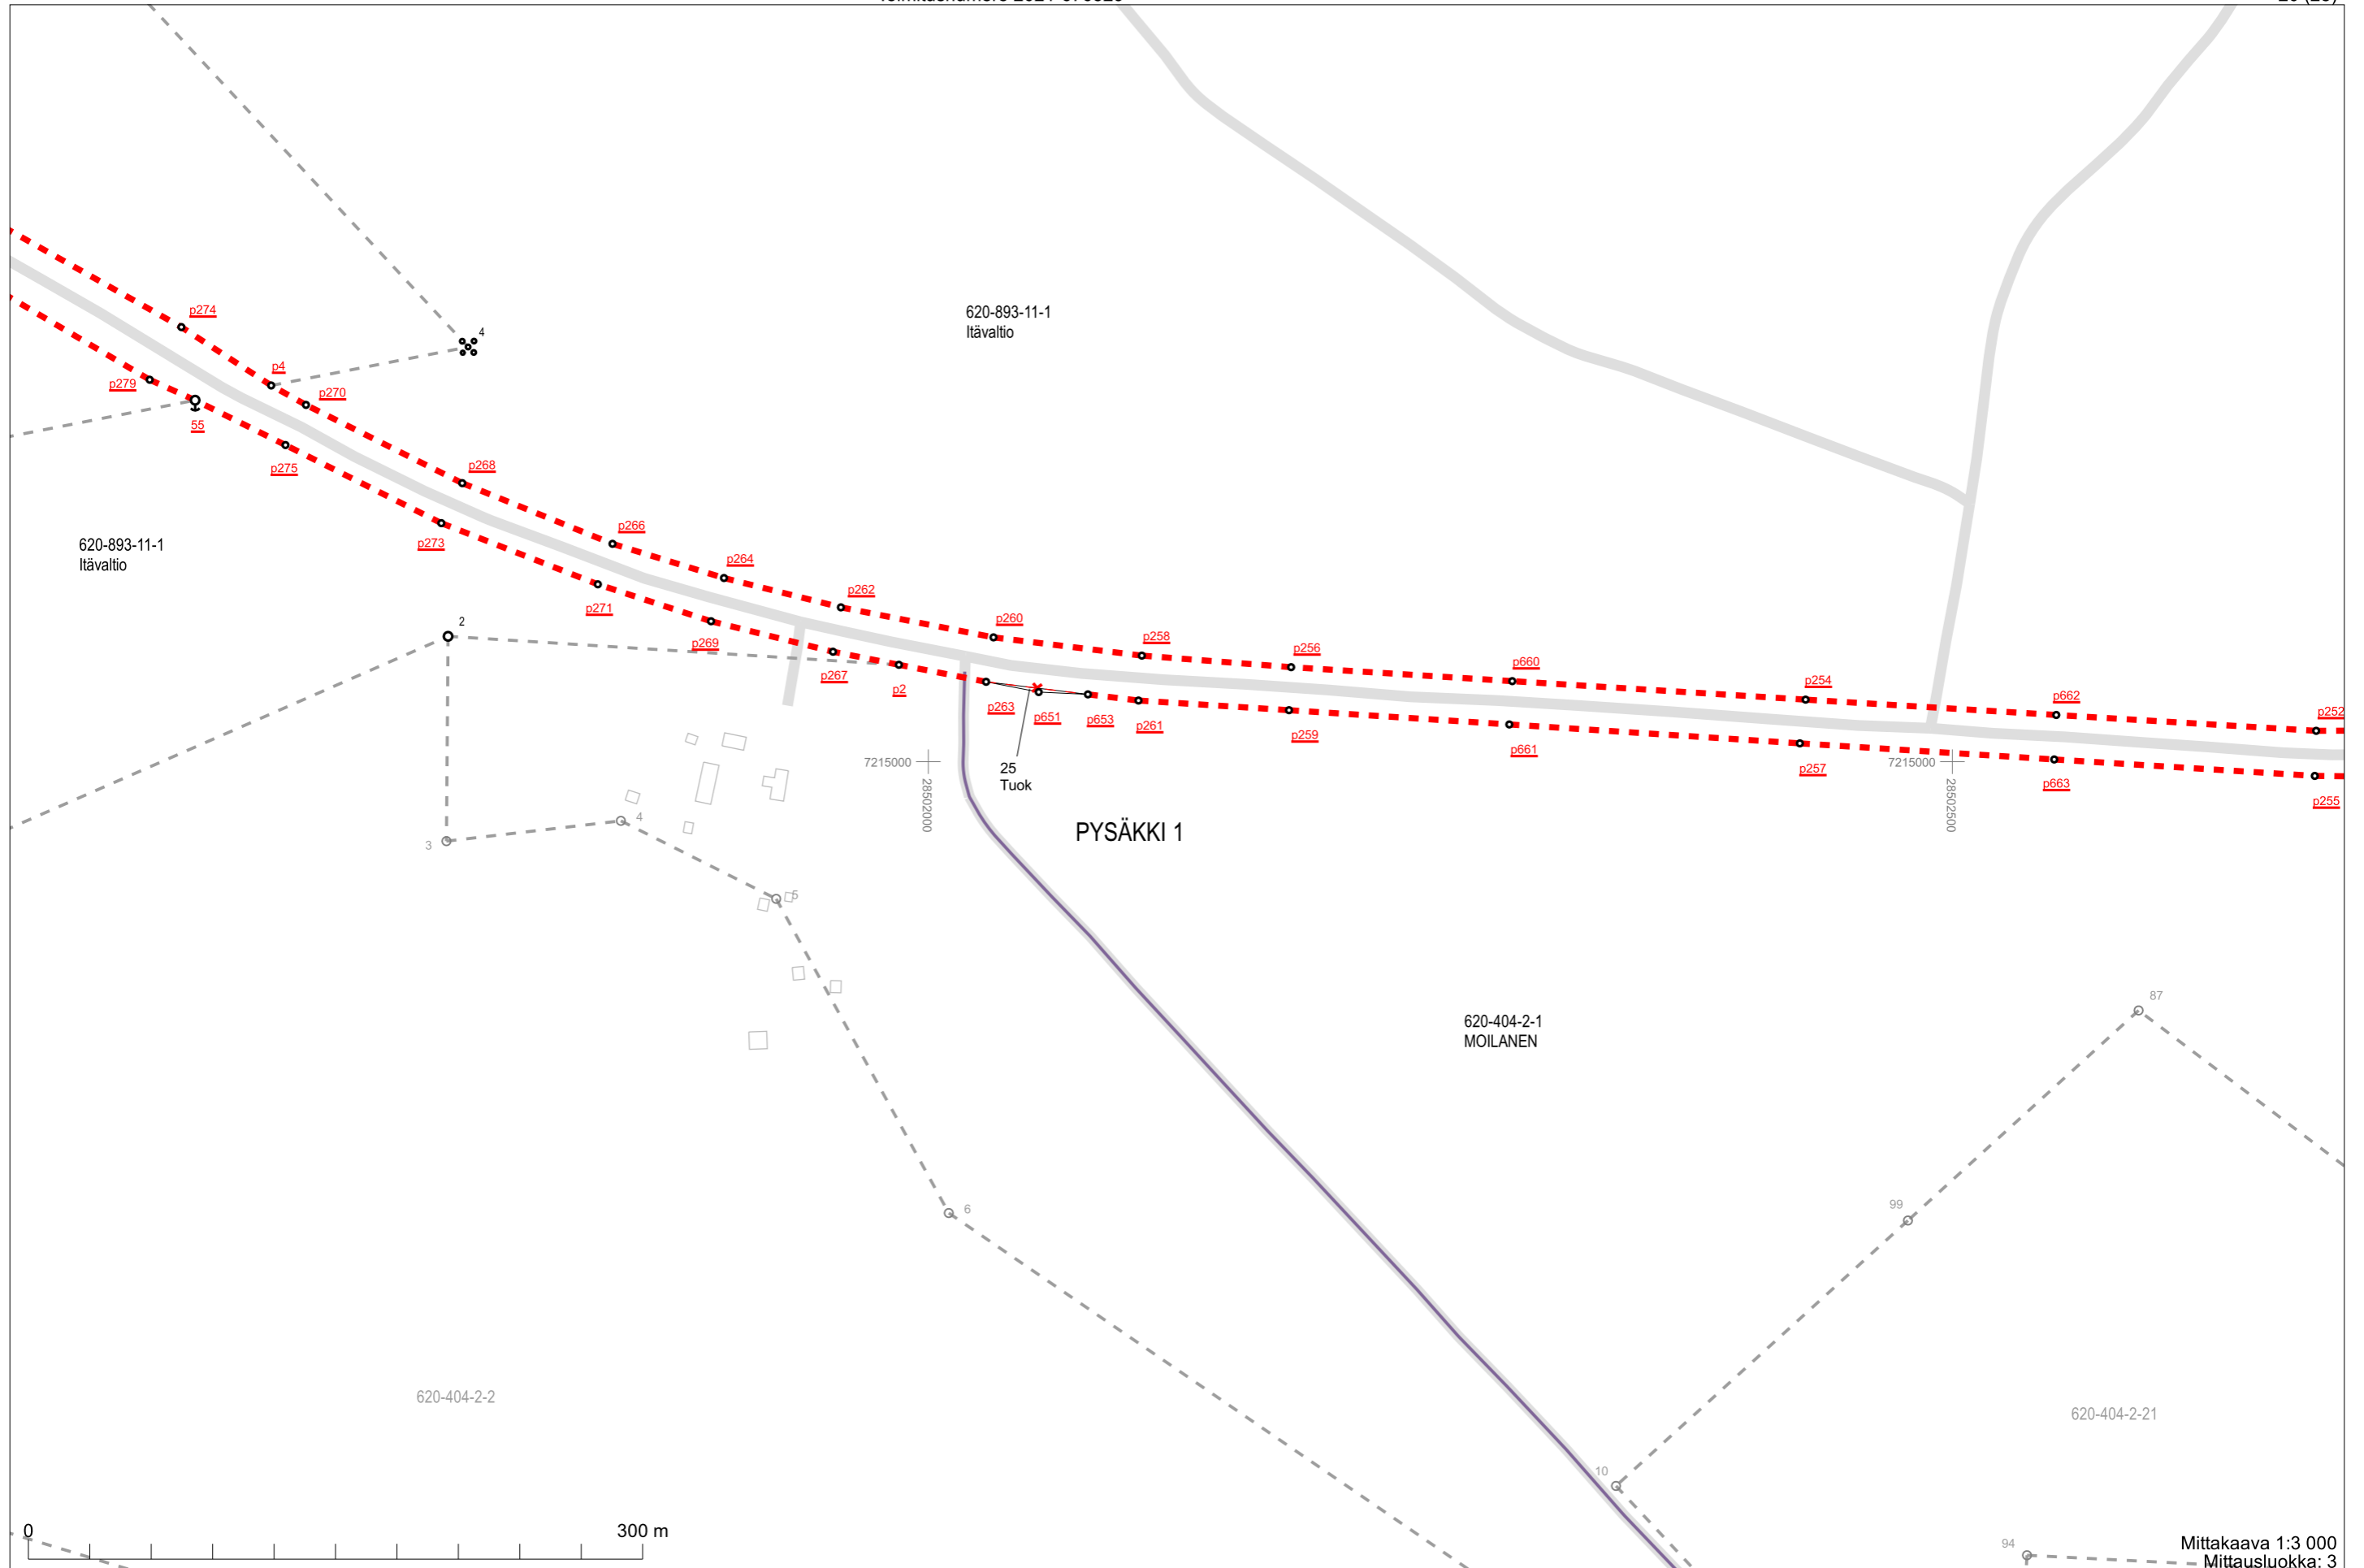 p274
4
p4
p270
p279
55
p275
620-893-11-1
Itävaltio
p268
p266
p273
620-893-11-1
Itävaltio
p264
p262
p271
2
p260
p269
p258
p256
p267
p660
p2
p254
p263
p651
p653
p261
p662
p252
p259
p661
p257
p663
p255
7215000
28502000
25
Tuok
7215000
28502500
PYSÄKKI 1
3
4
5
87
620-404-2-1
MOILANEN
6
99
620-404-2-2
620-404-2-21
10
94
0
300 m
Mittakaava 1:3 000
Mittausluokka: 3